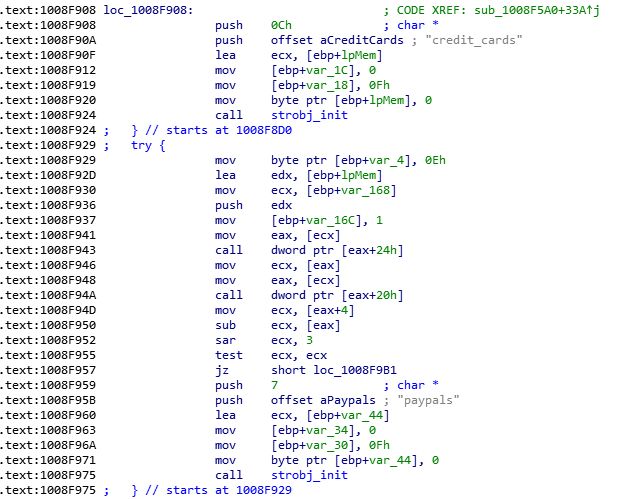 .text:1008F908 loc_1008F908: ; CODE XREF: sub_1008F5A0+33A↑j
.text:1008F908 push 0Ch ; char *
.text:1008F90A push offset aCreditCards ; "credit_cards"
.text:1008F90F lea ecx, [ebp+lpMem]
.text:1008F912 mov [ebp+var_1C], 0
.text:1008F919 mov [ebp+var_18], 0Fh
.text:1008F920 mov byte ptr [ebp+lpMem], 0
.text:1008F924 call strobj_init
.text:1008F924 ; } // starts at 1008F8D0
.text:1008F929 ; try {
.text:1008F929 mov byte ptr [ebp+var_4], 0Eh
.text:1008F92D lea edx, [ebp+lpMem]
.text:1008F930 mov ecx, [ebp+var_168]
.text:1008F936 push edx
.text:1008F937 mov [ebp+var_16C], 1
.text:1008F941 mov eax, [ecx]
.text:1008F943 call dword ptr [eax+24h]
.text:1008F946 mov ecx, [eax]
.text:1008F948 mov eax, [ecx]
.text:1008F94A call dword ptr [eax+20h]
.text:1008F94D mov ecx, [eax+4]
.text:1008F950 sub ecx, [eax]
.text:1008F952 sar ecx, 3
.text:1008F955 test ecx, ecx
.text:1008F957 jz short loc_1008F9B1
.text:1008F959 push 7 ; char *
.text:1008F95B push offset aPaypals ; "paypals"
.text:1008F960 lea ecx, [ebp+var_44]
.text:1008F963 mov [ebp+var_34], 0
.text:1008F96A mov [ebp+var_30], 0Fh
.text:1008F971 mov byte ptr [ebp+var_44], 0
.text:1008F975 call strobj_init
.text:1008F975 ; } // starts at 1008F929